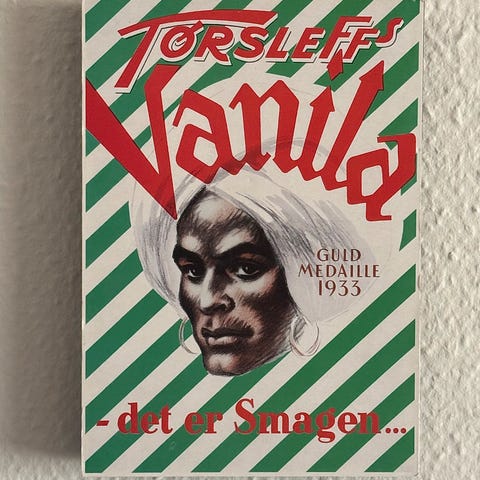 TØRSLEFFS
Vanila
GULD
MEDAILLE
1933
- det er Smagen...